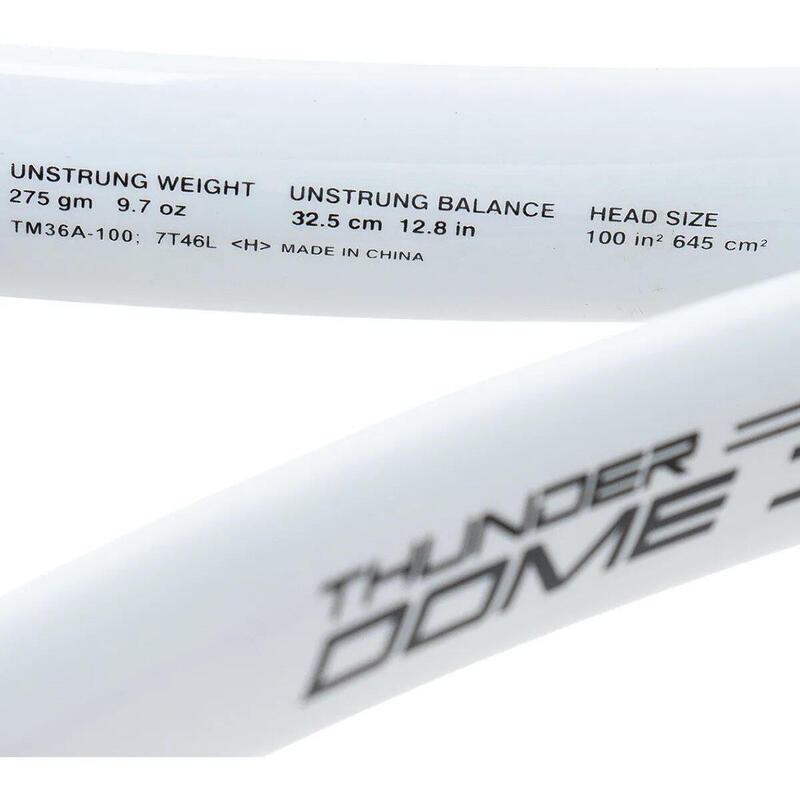 UNSTRUNG WEIGHT
275 gm 9.7 oz
TM36A-100; 7T46L <H> MADE IN CHINA
UNSTRUNG BALANCE
32.5 cm 12.8 in
HEAD SIZE
100 in² 645 cm²
THUNDER
DOME